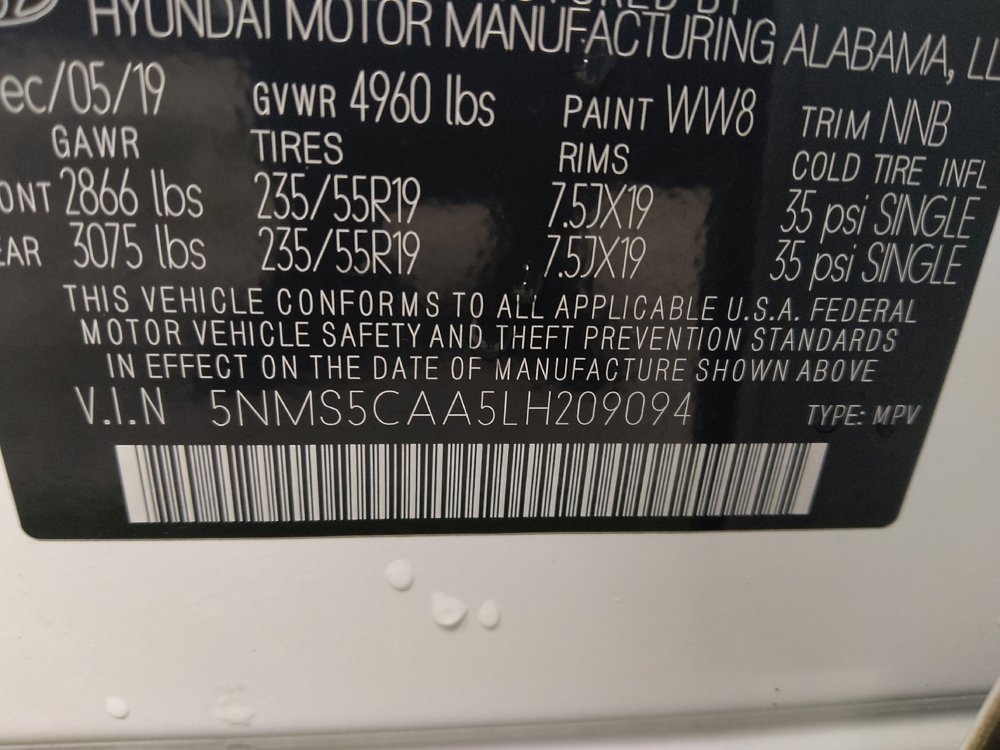 HYUNDAI MOTOR MANUFACTURING ALABAMA,
ec/05/19 GVWR 4960 lbs PAINT WW8 TRIM NNB
GAWR TIRES RIMS COLD TIRE INFL
ONT 2866 lbs 235/55R19 7.5JX19 35 psi SINGLE
EAR 3075 lbs 235/55R19 7.5JX19 35 psi SINGLE
THIS VEHICLE CONFORMS TO ALL APPLICABLE U.S.A. FEDERAL
MOTOR VEHICLE SAFETY AND THEFT PREVENTION STANDARDS
IN EFFECT ON THE DATE OF MANUFACTURE SHOWN ABOVE
V.I.N 5NMS5CAA5LH209094 TYPE: MPV